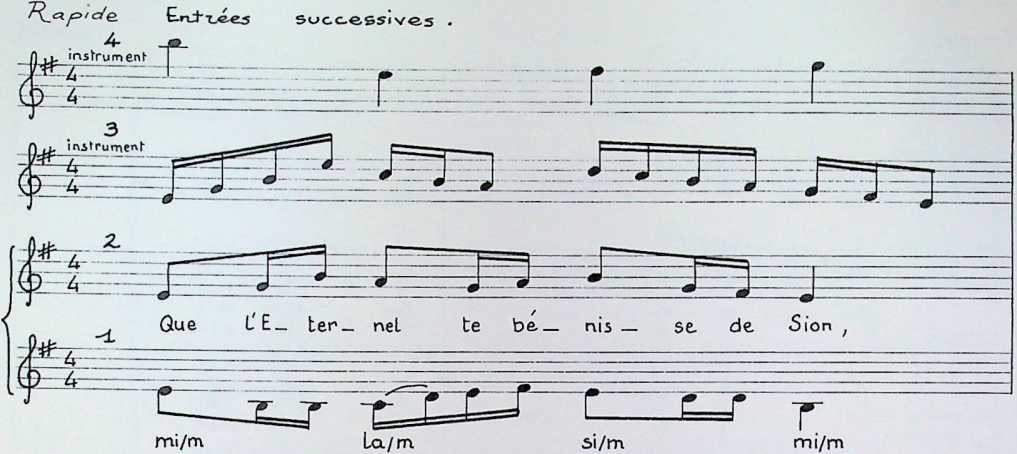 Rapide Entrées successives.
4
instrument
4
4
3
instrument
4
4
2
4
4
Que l'E_ ter_ nel te bé_ nis_ se de Sion,
1
4
4
mi/m la/m si/m mi/m